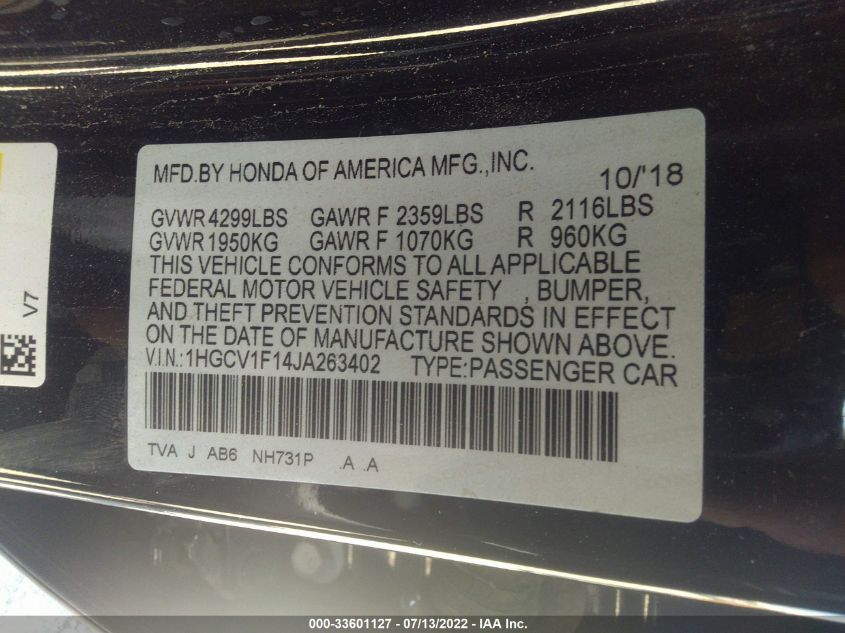 MFD.BY HONDA OF AMERICA MFG.,INC. 10/'18
GVWR 4299LBS GAWR F 2359LBS R 2116LBS
GVWR 1950KG GAWR F 1070KG R 960KG
THIS VEHICLE CONFORMS TO ALL APPLICABLE
FEDERAL MOTOR VEHICLE SAFETY , BUMPER,
AND THEFT PREVENTION STANDARDS IN EFFECT
ON THE DATE OF MANUFACTURE SHOWN ABOVE.
V.I.N.:1HGCV1F14JA263402 TYPE:PASSENGER CAR
TVA J AB6 NH731P .A .A
V7
000-33601127 - 07/13/2022 - IAA Inc.